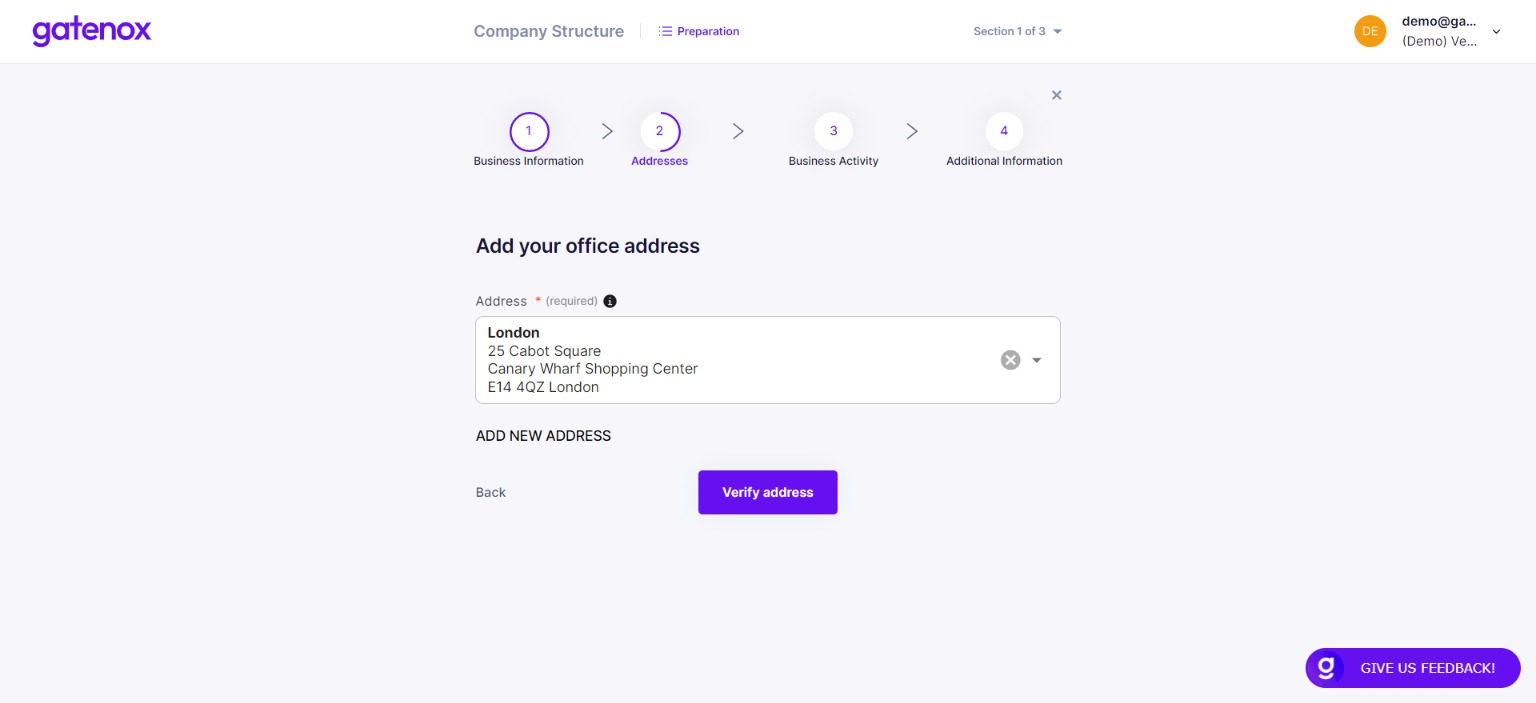 gatenox
Company Structure
Preparation
Section 1 of 3
DE
demo@ga...
(Demo) Ve...
1
2
3
4
Business Information
Addresses
Business Activity
Additional Information
Add your office address
Address * (required)
London
25 Cabot Square
Canary Wharf Shopping Center
E14 4QZ London
ADD NEW ADDRESS
Back
Verify address
g
GIVE US FEEDBACK!